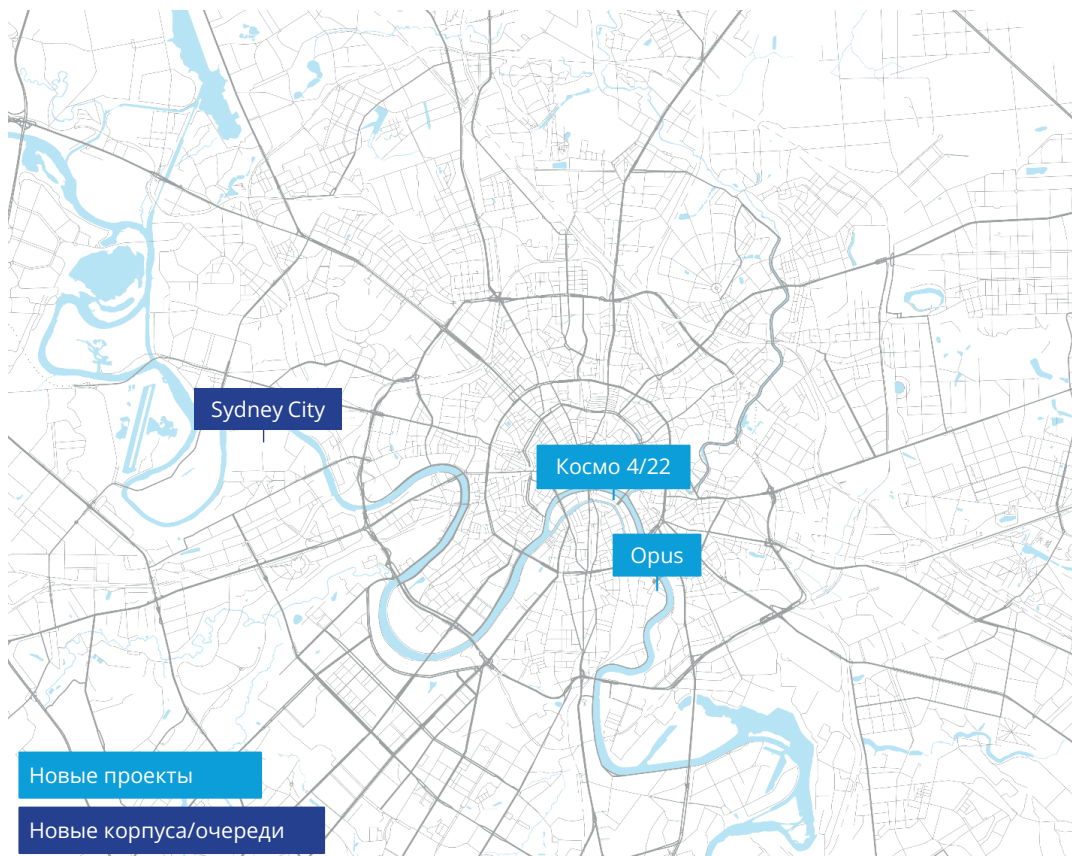 Sydney City
Космо 4/22
Opus
Новые проекты
Новые корпуса/очереди